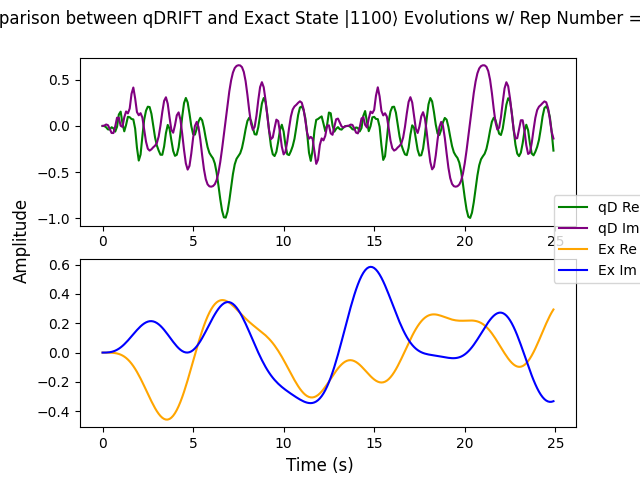 parison between qDRIFT and Exact State |1100⟩ Evolutions w/ Rep Number =
0.5
0.0
−0.5
−1.0
0 5 10 15 20 25
qD Re
qD Im
Ex Re
Ex Im
Amplitude
0.6
0.4
0.2
0.0
−0.2
−0.4
0 5 10 15 20 25
Time (s)